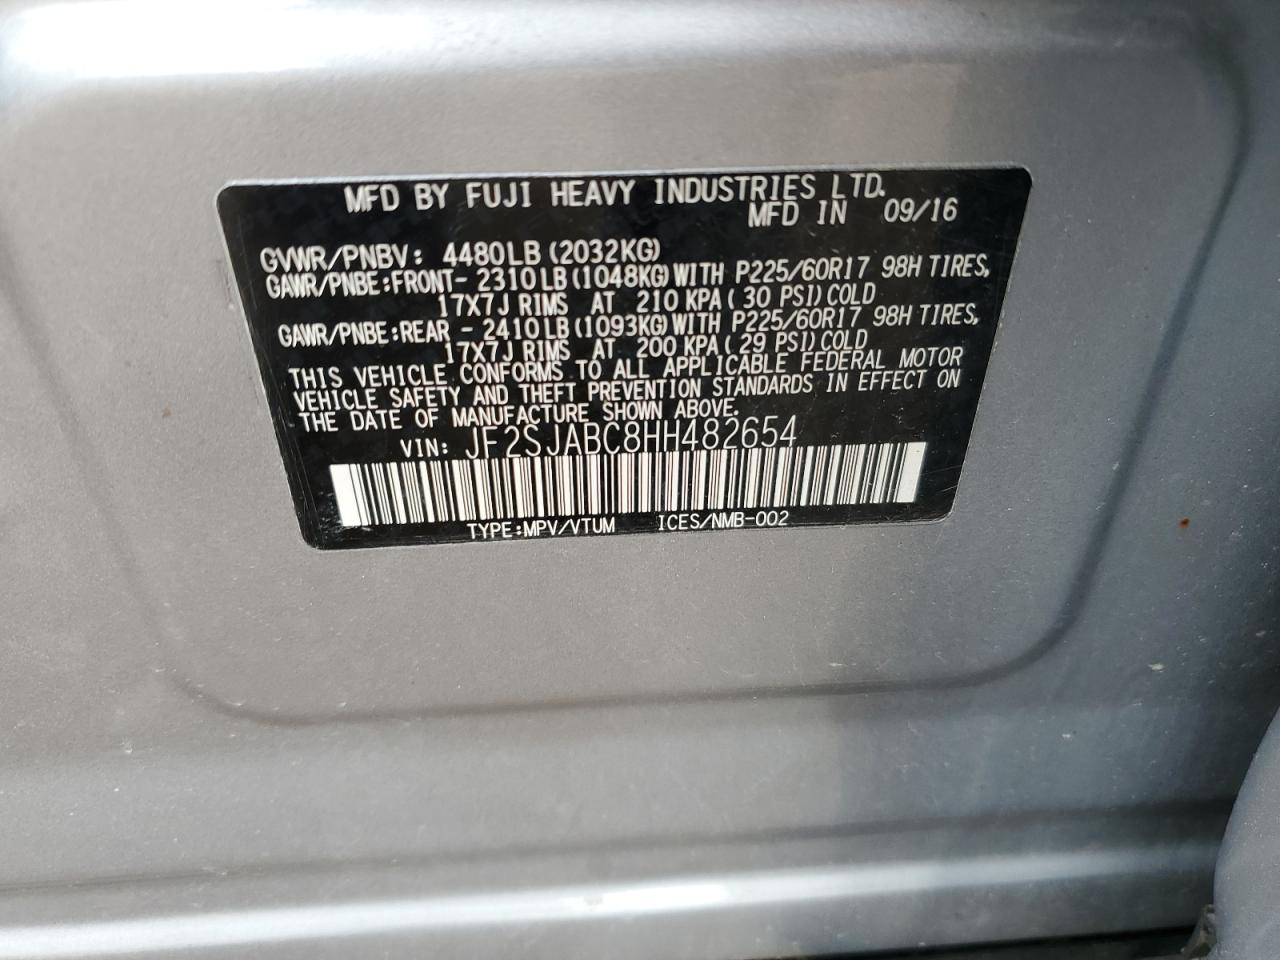 MFD BY FUJI HEAVY INDUSTRIES LTD.
MFD IN 09/16
GVWR/PNBV: 4480LB (2032KG)
GAWR/PNBE:FRONT- 2310LB (1048KG) WITH P225/60R17 98H TIRES,
17X7J RIMS AT 210 KPA ( 30 PSI) COLD
GAWR/PNBE:REAR - 2410LB (1093KG) WITH P225/60R17 98H TIRES,
17X7J RIMS AT 200 KPA ( 29 PSI) COLD
THIS VEHICLE CONFORMS TO ALL APPLICABLE FEDERAL MOTOR
VEHICLE SAFETY AND THEFT PREVENTION STANDARDS IN EFFECT ON
THE DATE OF MANUFACTURE SHOWN ABOVE.
VIN: JF2SJABC8HH482654
TYPE:MPV/VTUM ICES/NMB-002